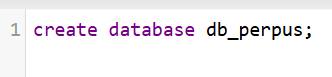 1 create database db_perpus;